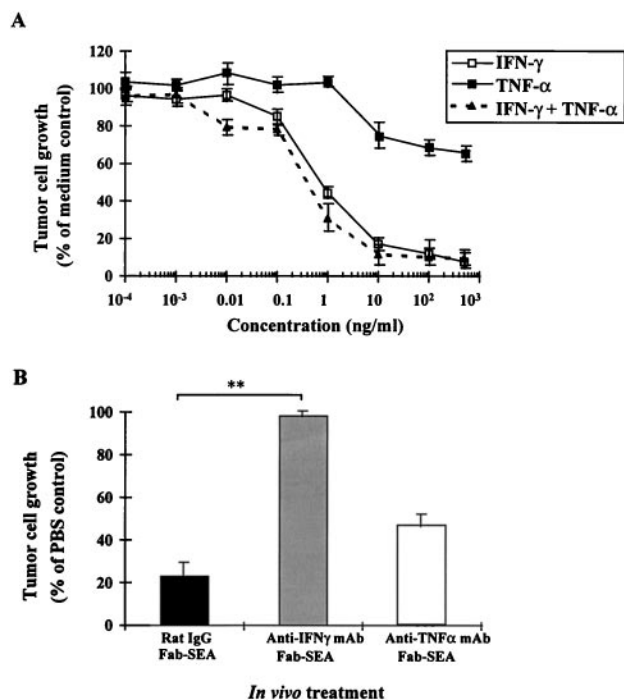 A
IFN-γ
TNF-α
IFN-γ + TNF-α
Tumor cell growth
(% of medium control)
120
100
80
60
40
20
0
10⁻⁴ 10⁻³ 0.01 0.1 1 10 10² 10³
Concentration (ng/ml)
B
**
Tumor cell growth
(% of PBS control)
100
80
60
40
20
0
Rat IgG Anti-IFNγ mAb Anti-TNFα mAb
Fab-SEA Fab-SEA Fab-SEA
In vivo treatment